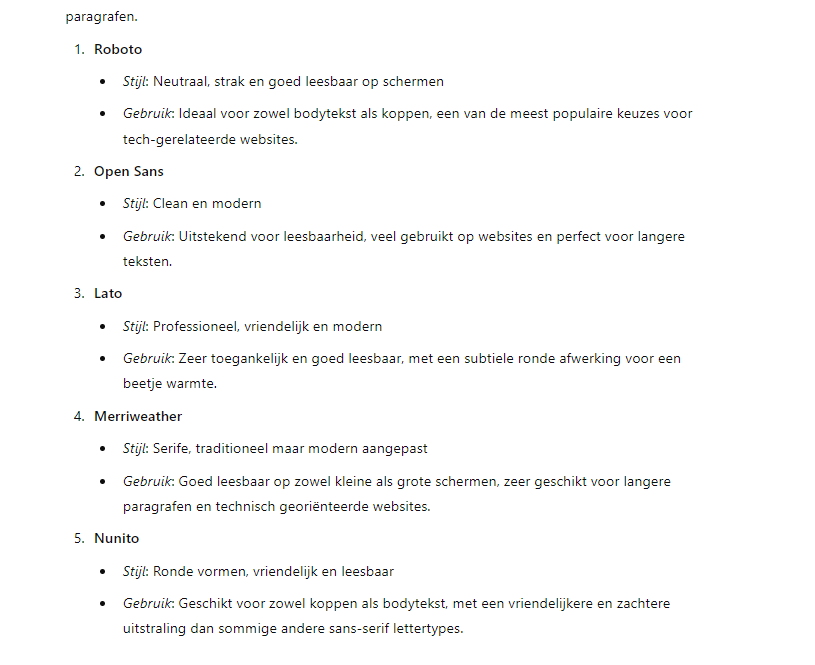 paragrafen.
1. Roboto
• Stijl: Neutraal, strak en goed leesbaar op schermen
• Gebruik: Ideaal voor zowel bodytekst als koppen, een van de meest populaire keuzes voor
tech-gerelateerde websites.
2. Open Sans
• Stijl: Clean en modern
• Gebruik: Uitstekend voor leesbaarheid, veel gebruikt op websites en perfect voor langere
teksten.
3. Lato
• Stijl: Professioneel, vriendelijk en modern
• Gebruik: Zeer toegankelijk en goed leesbaar, met een subtiele ronde afwerking voor een
beetje warmte.
4. Merriweather
• Stijl: Serife, traditioneel maar modern aangepast
• Gebruik: Goed leesbaar op zowel kleine als grote schermen, zeer geschikt voor langere
paragrafen en technisch georiënteerde websites.
5. Nunito
• Stijl: Ronde vormen, vriendelijk en leesbaar
• Gebruik: Geschikt voor zowel koppen als bodytekst, met een vriendelijkere en zachtere
uitstraling dan sommige andere sans-serif lettertypes.